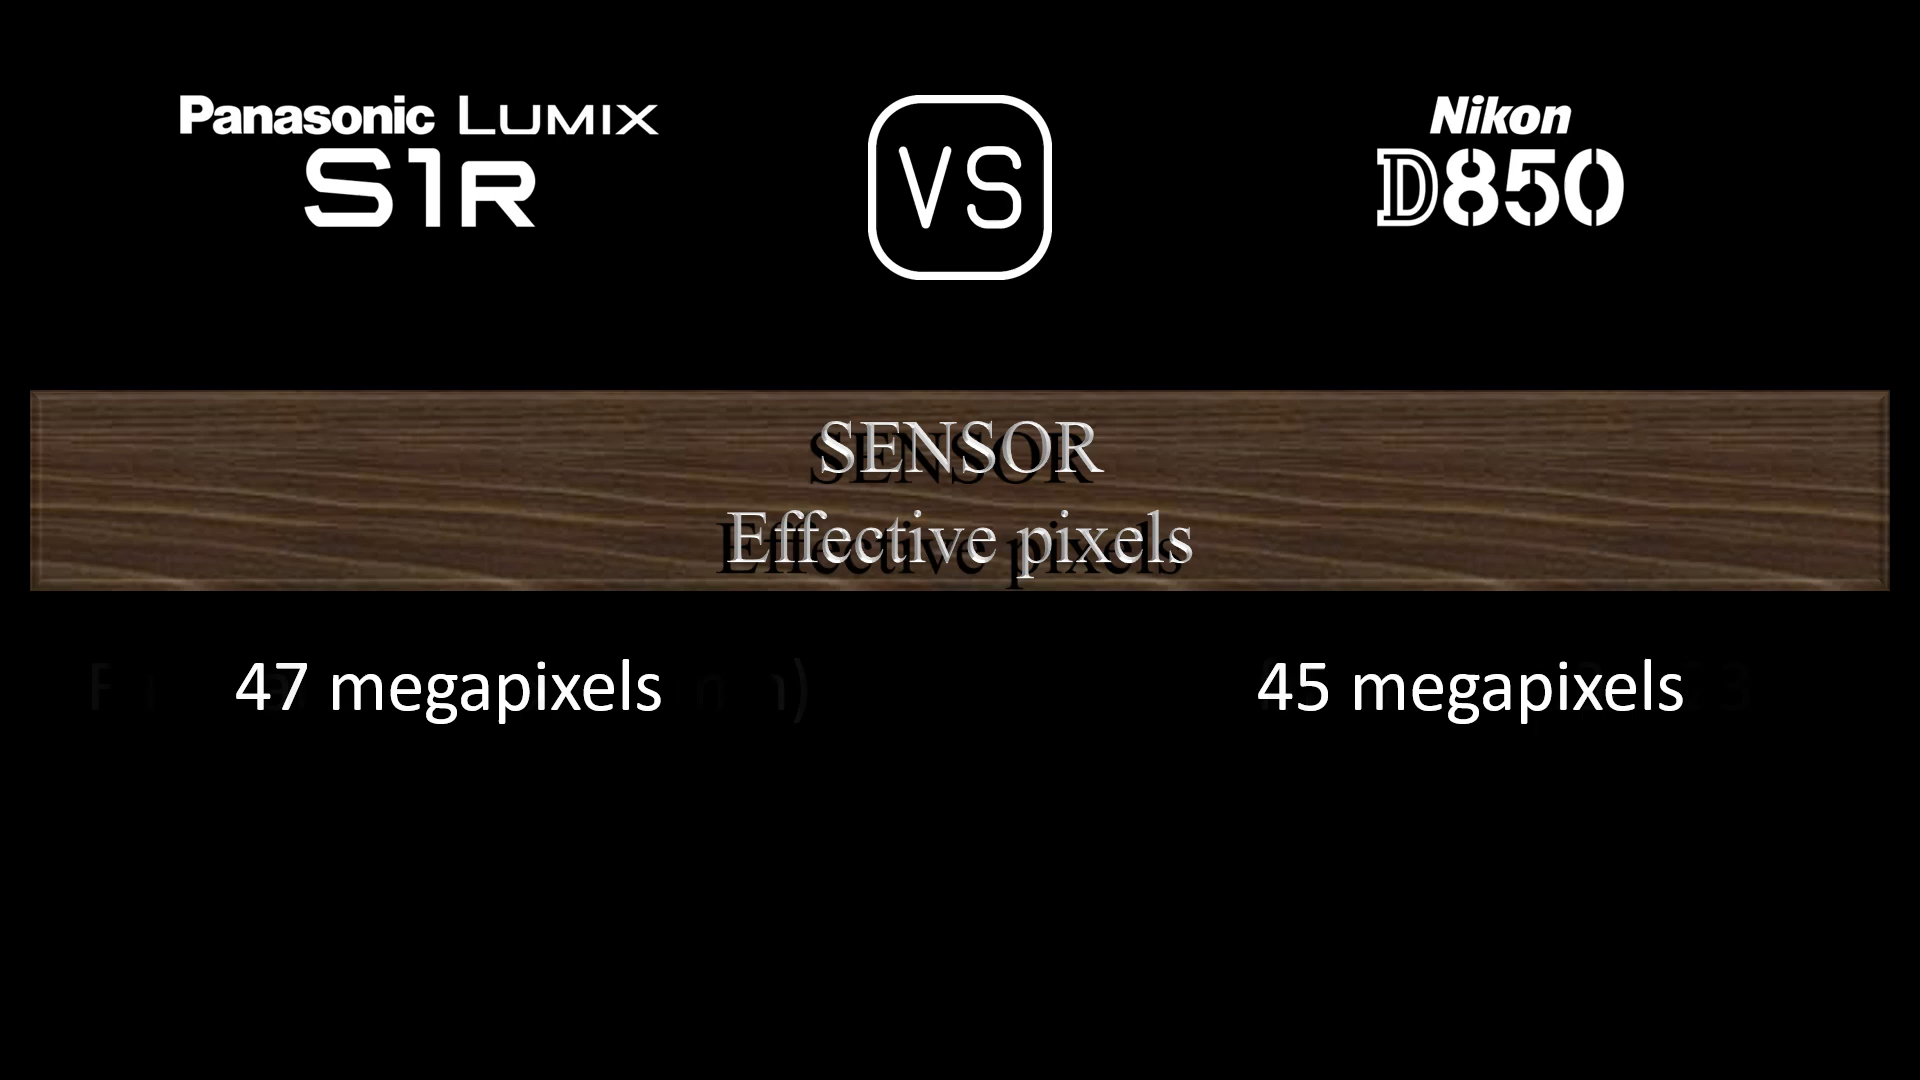 Panasonic LUMIX
S1R
VS
Nikon
D850
SENSOR
Effective pixels
47 megapixels
45 megapixels